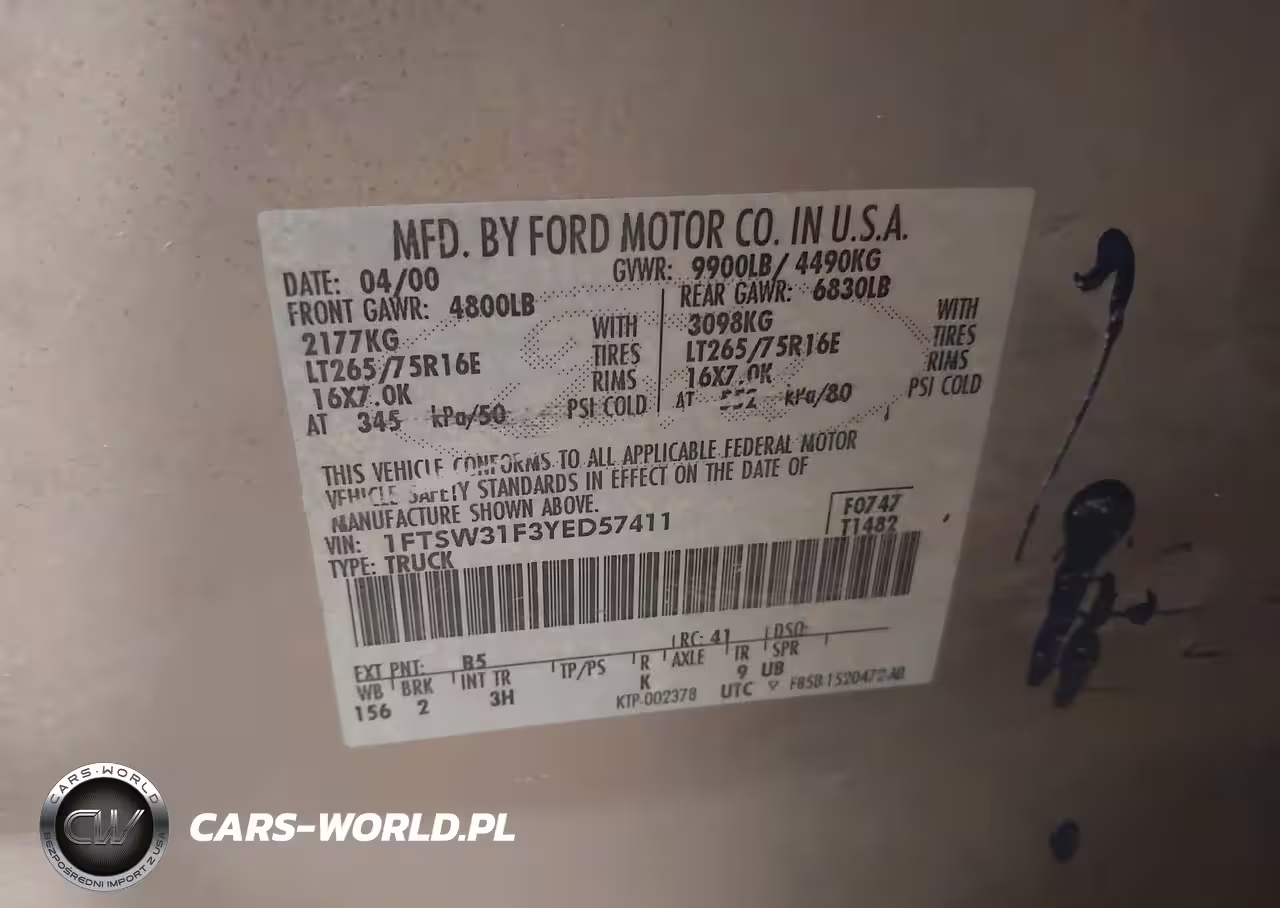 MFD. BY FORD MOTOR CO. IN U.S.A.
DATE: 04/00 GVWR: 9900LB/ 4490KG
FRONT GAWR: 4800LB REAR GAWR: 6830LB
2177KG WITH 3098KG WITH
LT265/75R16E TIRES LT265/75R16E TIRES
16X7.0K RIMS 16X7.0K RIMS
AT 345 kPa/50 PSI COLD AT 552 kPa/80 PSI COLD
THIS VEHICLE CONFORMS TO ALL APPLICABLE FEDERAL MOTOR
VEHICLE SAFETY STANDARDS IN EFFECT ON THE DATE OF
MANUFACTURE SHOWN ABOVE.
F0747
VIN: 1FTSW31F3YED57411
T1482
TYPE: TRUCK
EXT PNT: B5 RC: 41 DSO
WB BRK INT TR TP/PS R AXLE TR SPR
156 2 3H K 9 UB
KTP-002378 UTC F85B-1520472-AB
CARS-WORLD
CW
BEZPOŚREDNI IMPORT Z USA
CARS-WORLD.PL